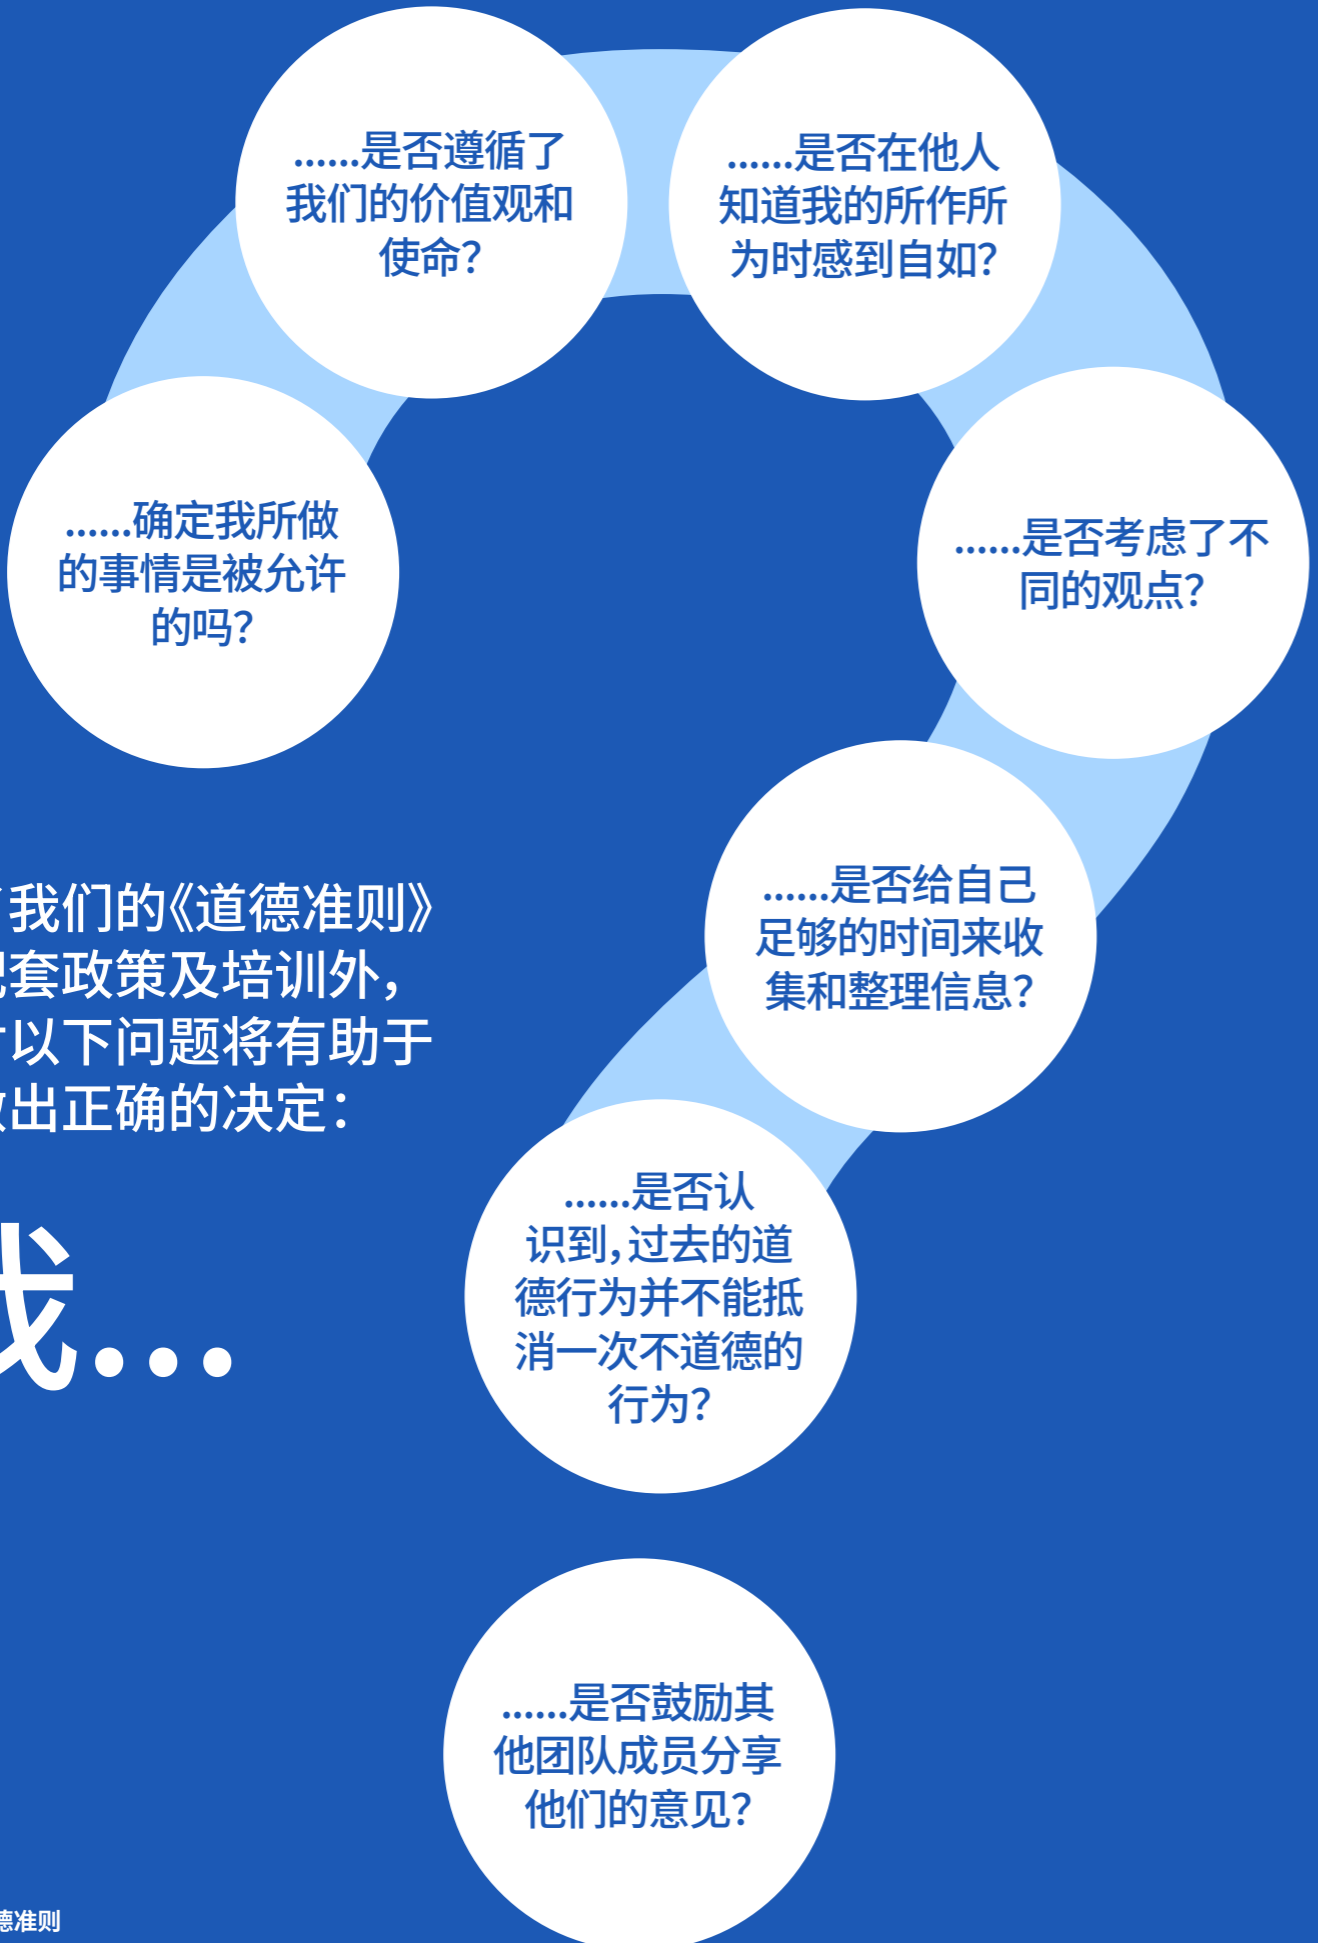 我们的《道德准则》
套政策及培训外，
以下问题将有助于
出正确的决定：
我...
......确定我所做
的事情是被允许
的吗？
......是否遵循了
我们的价值观和
使命？
......是否在他人
知道我的所作所
为时感到自如？
......是否考虑了不
同的观点？
......是否给自己
足够的时间来收
集和整理信息？
......是否认
识到，过去的道
德行为并不能抵
消一次不道德的
行为？
......是否鼓励其
他团队成员分享
他们的意见？
德准则